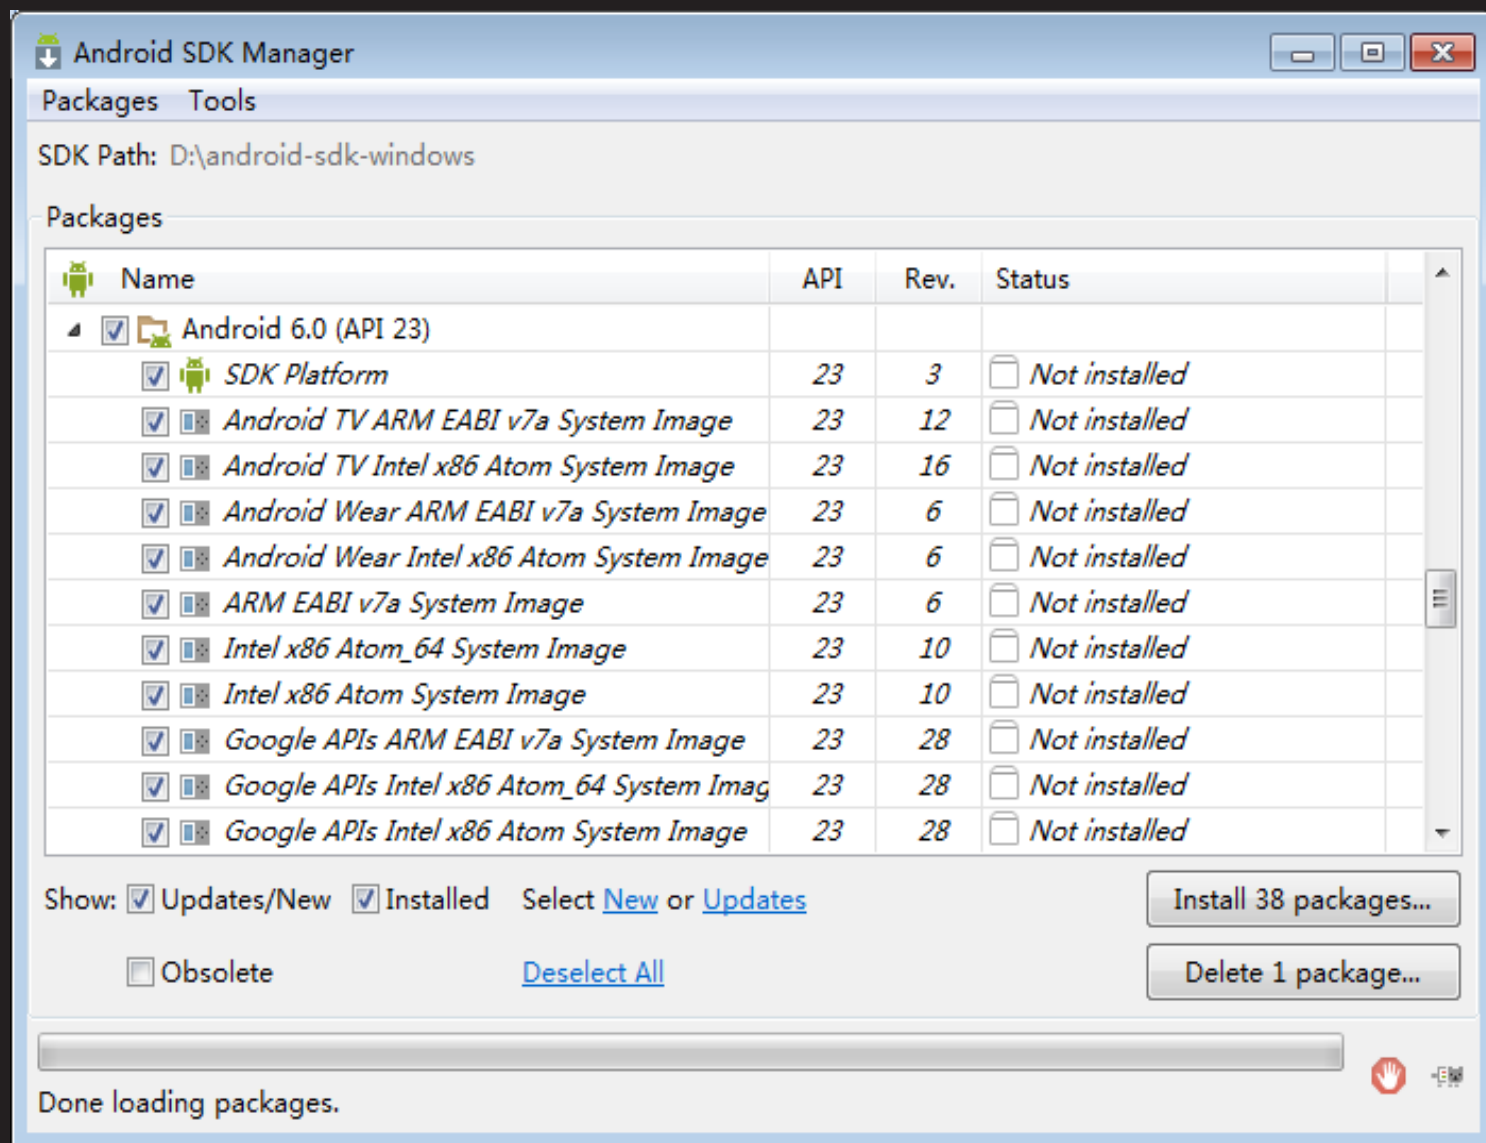 Android SDK Manager
Packages Tools
SDK Path: D:\android-sdk-windows
Packages
Name API Rev. Status
Android 6.0 (API 23)
SDK Platform 23 3 Not installed
Android TV ARM EABI v7a System Image 23 12 Not installed
Android TV Intel x86 Atom System Image 23 16 Not installed
Android Wear ARM EABI v7a System Image 23 6 Not installed
Android Wear Intel x86 Atom System Image 23 6 Not installed
ARM EABI v7a System Image 23 6 Not installed
Intel x86 Atom_64 System Image 23 10 Not installed
Intel x86 Atom System Image 23 10 Not installed
Google APIs ARM EABI v7a System Image 23 28 Not installed
Google APIs Intel x86 Atom_64 System Imag 23 28 Not installed
Google APIs Intel x86 Atom System Image 23 28 Not installed
Show: Updates/New Installed Select New or Updates Install 38 packages...
Obsolete Deselect All Delete 1 package...
Done loading packages.